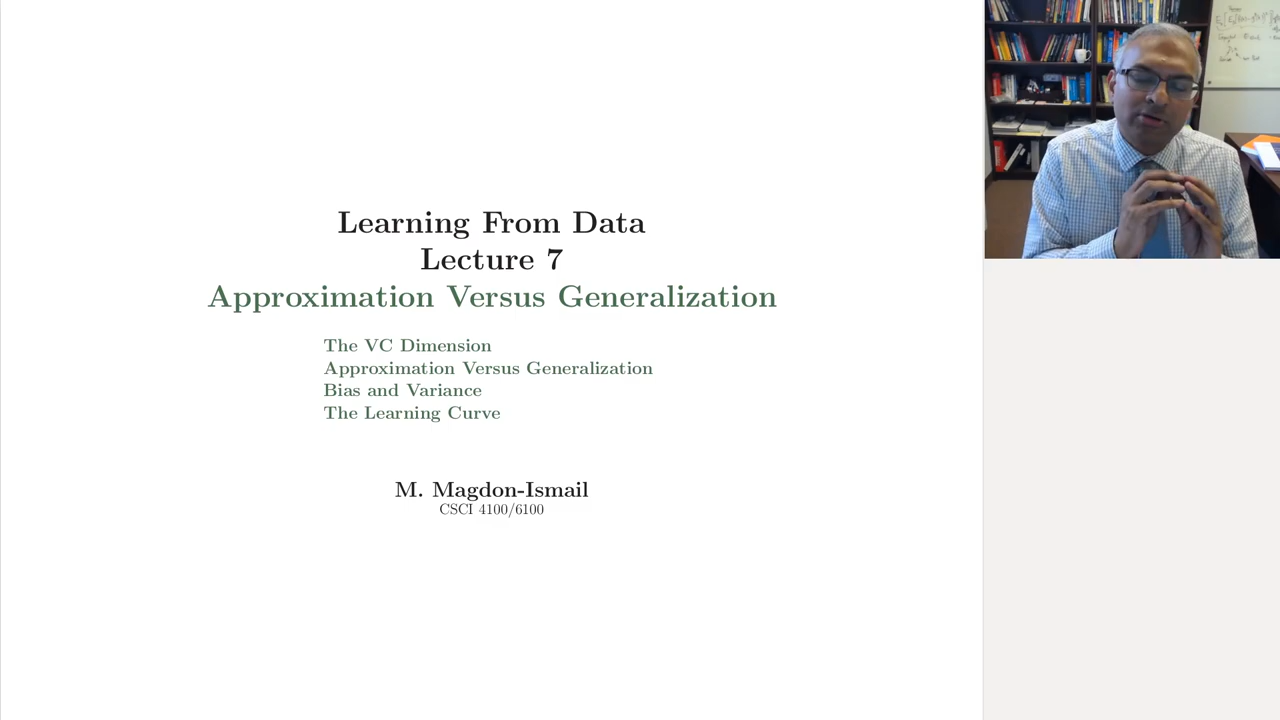 Learning From Data
Lecture 7
Approximation Versus Generalization
The VC Dimension
Approximation Versus Generalization
Bias and Variance
The Learning Curve
M. Magdon-Ismail
CSCI 4100/6100